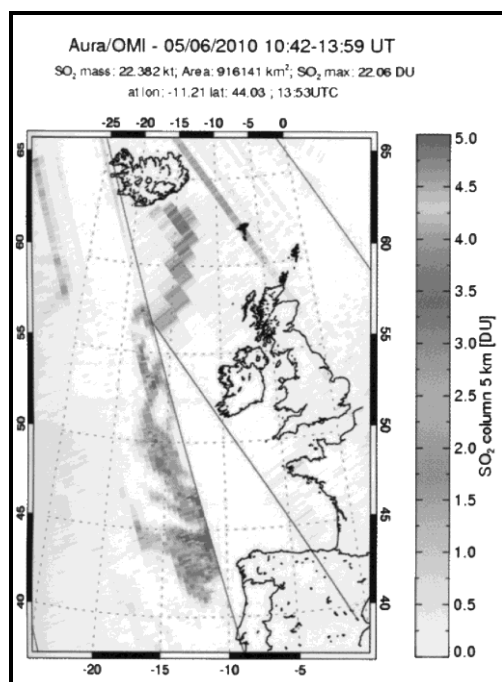 Aura/OMI - 05/06/2010 10:42-13:59 UT
SO₂ mass: 22.382 kt; Area: 916141 km²; SO₂ max: 22.06 DU
at lon: -11.21 lat: 44.03 ; 13:53UTC
-25 -20 -15 -10 -5 0
65 65
60 60
55 55
50 50
45 45
40 40
-20 -15 -10 -5 -0
5.0
4.5
4.0
3.5
3.0
2.5
2.0
1.5
1.0
0.5
0.0
SO₂ column 5 km [DU]